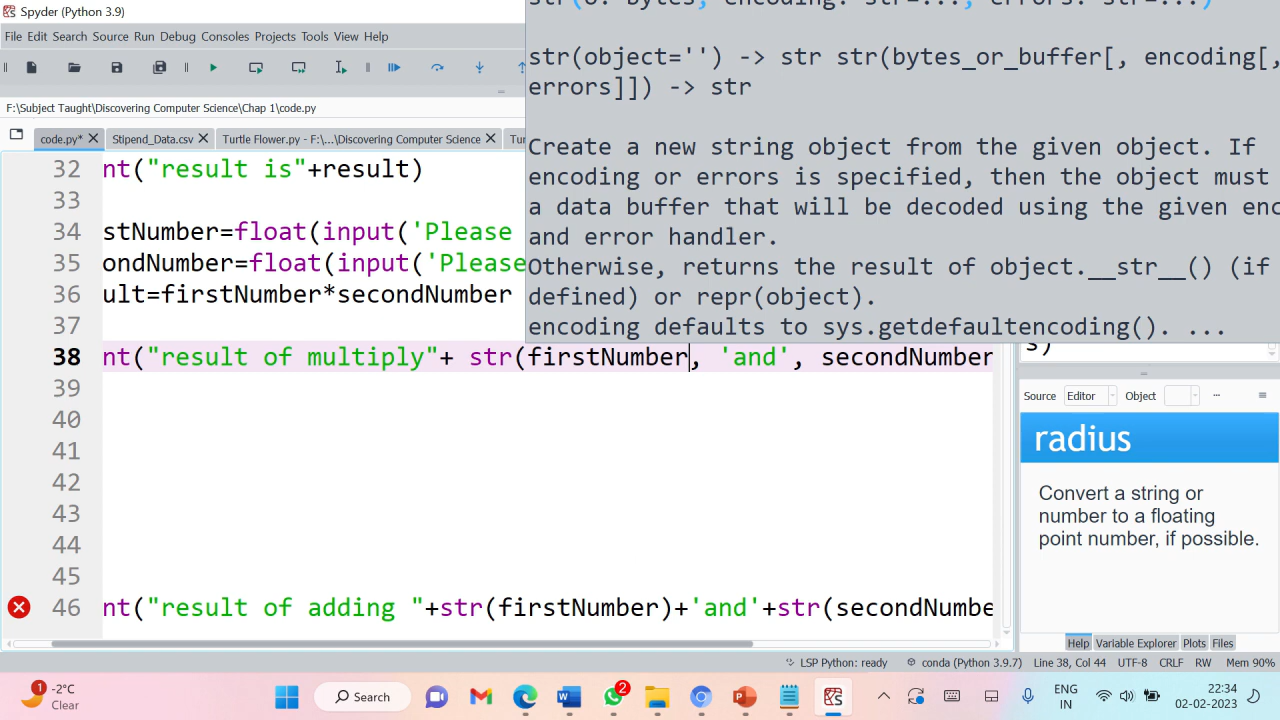 Spyder (Python 3.9)
File Edit Search Source Run Debug Consoles Projects Tools View Help
F:\Subject Taught\Discovering Computer Science\Chap 1\code.py
code.py* Stipend_Data.csv Turtle Flower.py - F:\...\Discovering Computer Science Tur
str(o: bytes, encoding: str=..., errors: str=...)
str(object='') -> str str(bytes_or_buffer[, encoding[,
errors]]) -> str
Create a new string object from the given object. If
encoding or errors is specified, then the object must
a data buffer that will be decoded using the given enc
and error handler.
Otherwise, returns the result of object.__str__() (if
defined) or repr(object).
encoding defaults to sys.getdefaultencoding(). ...
32 nt("result is"+result)
33
34 stNumber=float(input('Please
35 ondNumber=float(input('Please
36 ult=firstNumber*secondNumber
37
38 nt("result of multiply"+ str(firstNumber, 'and', secondNumber
39
40
41
42
43
44
45
46 nt("result of adding "+str(firstNumber)+'and'+str(secondNumbe
s)
Source Editor Object
radius
Convert a string or
number to a floating
point number, if possible.
Help Variable Explorer Plots Files
LSP Python: ready conda (Python 3.9.7) Line 38, Col 44 UTF-8 CRLF RW Mem 90%
1
-2°C
Clear
Search
2
ENG
IN
22:34
02-02-2023